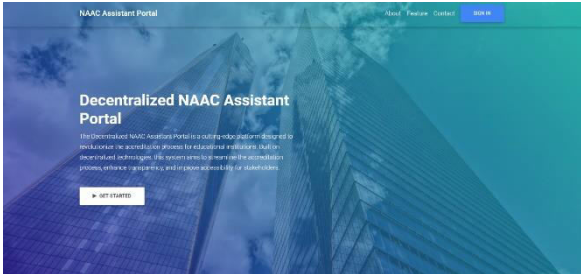 NAAC Assistant Portal
About Feature Contact SIGN IN
Decentralized NAAC Assistant
Portal
The Decentralized NAAC Assistant Portal is a cutting-edge platform designed to
revolutionize the accreditation process for educational institutions. Built on
decentralized technologies, this system aims to streamline the accreditation
process, enhance transparency, and improve accessibility for stakeholders.
GET STARTED